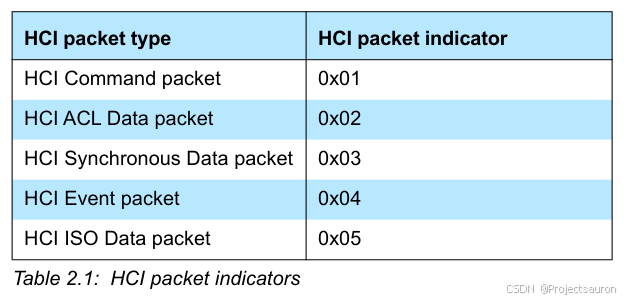 HCI packet type HCI packet indicator
HCI Command packet 0x01
HCI ACL Data packet 0x02
HCI Synchronous Data packet 0x03
HCI Event packet 0x04
HCI ISO Data packet 0x05
Table 2.1: HCI packet indicators
CSDN @Projectsauron